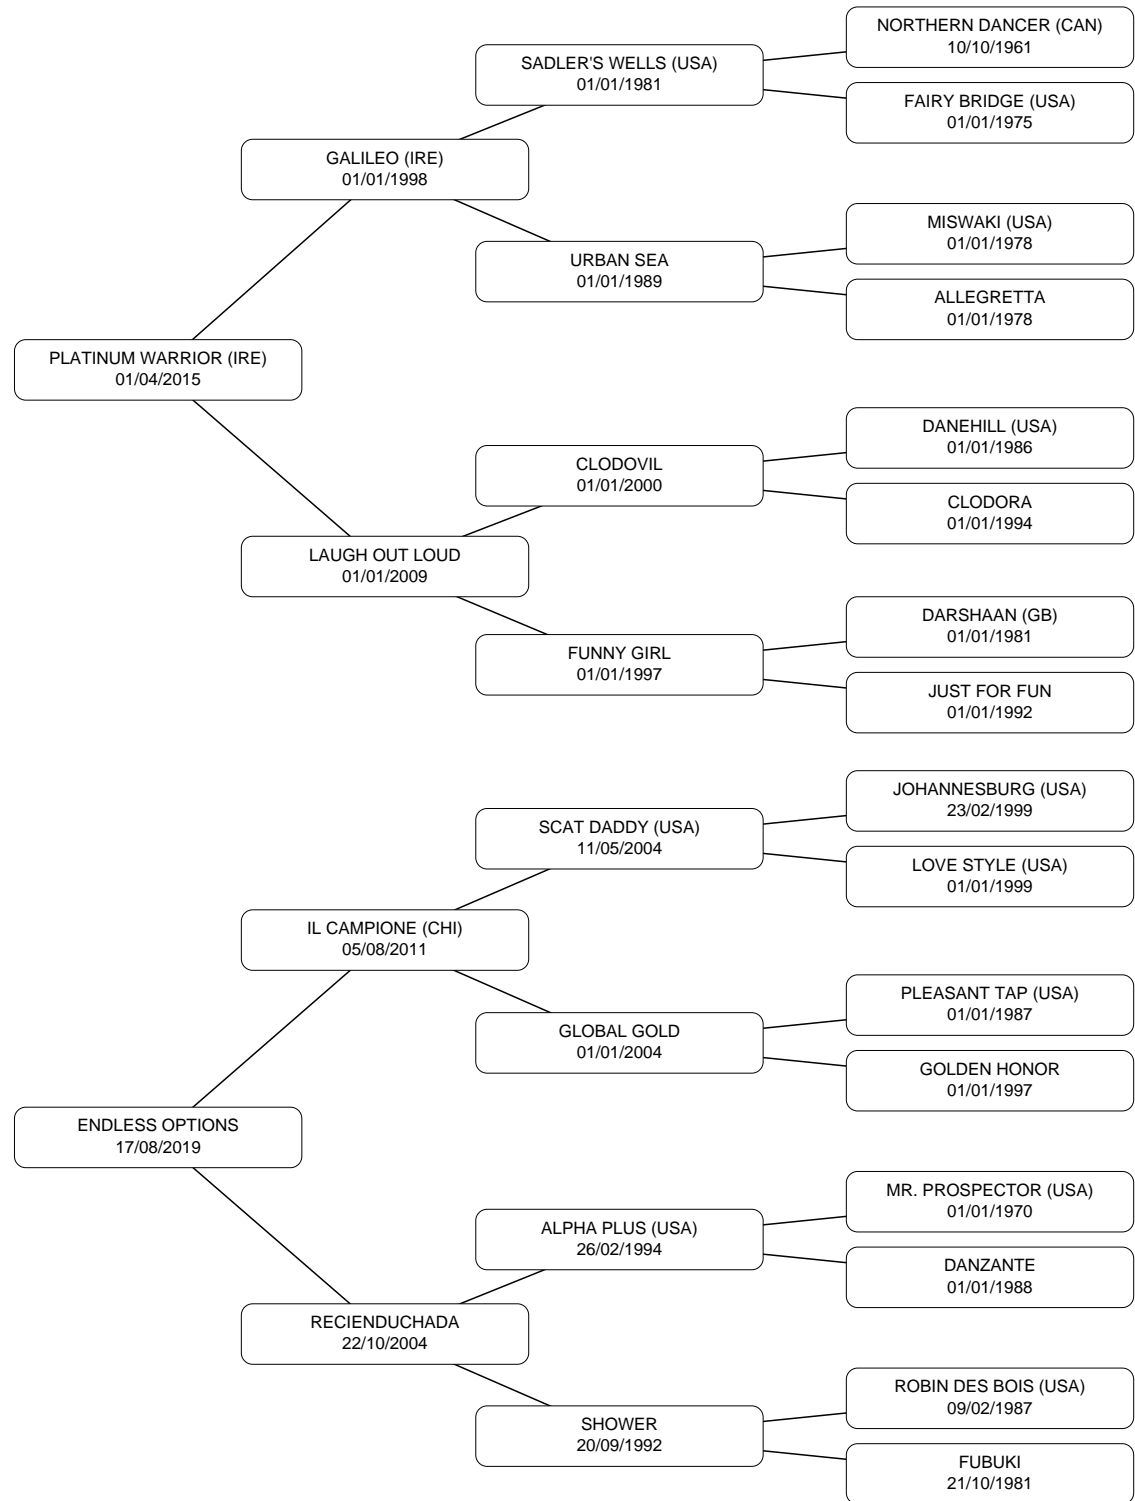 NORTHERN DANCER (CAN)
10/10/1961
SADLER'S WELLS (USA)
01/01/1981
FAIRY BRIDGE (USA)
01/01/1975
GALILEO (IRE)
01/01/1998
MISWAKI (USA)
01/01/1978
URBAN SEA
01/01/1989
ALLEGRETTA
01/01/1978
PLATINUM WARRIOR (IRE)
01/04/2015
DANEHILL (USA)
01/01/1986
CLODOVIL
01/01/2000
CLODORA
01/01/1994
LAUGH OUT LOUD
01/01/2009
DARSHAAN (GB)
01/01/1981
FUNNY GIRL
01/01/1997
JUST FOR FUN
01/01/1992
JOHANNESBURG (USA)
23/02/1999
SCAT DADDY (USA)
11/05/2004
LOVE STYLE (USA)
01/01/1999
IL CAMPIONE (CHI)
05/08/2011
PLEASANT TAP (USA)
01/01/1987
GLOBAL GOLD
01/01/2004
GOLDEN HONOR
01/01/1997
ENDLESS OPTIONS
17/08/2019
MR. PROSPECTOR (USA)
01/01/1970
ALPHA PLUS (USA)
26/02/1994
DANZANTE
01/01/1988
RECIENDUCHADA
22/10/2004
ROBIN DES BOIS (USA)
09/02/1987
SHOWER
20/09/1992
FUBUKI
21/10/1981